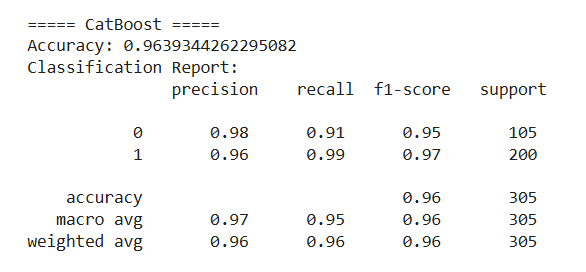 ===== CatBoost =====
Accuracy: 0.9639344262295082
Classification Report:
precision recall f1-score support
0 0.98 0.91 0.95 105
1 0.96 0.99 0.97 200
accuracy 0.96 305
macro avg 0.97 0.95 0.96 305
weighted avg 0.96 0.96 0.96 305